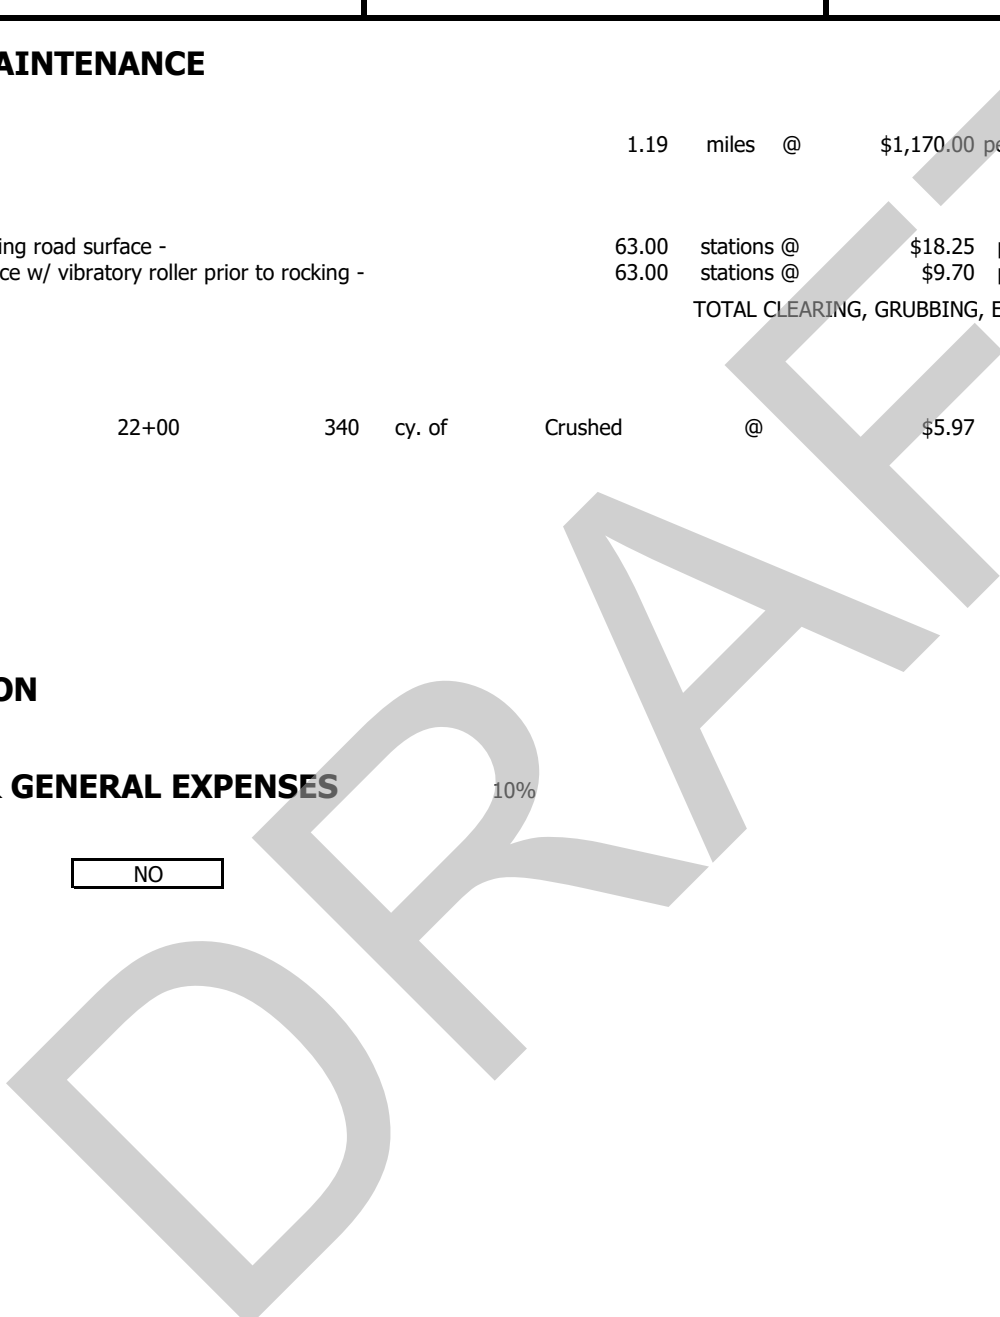 AINTENANCE
1.19 miles @ $1,170.00 pe
ing road surface - 63.00 stations @ $18.25 p
ce w/ vibratory roller prior to rocking - 63.00 stations @ $9.70 p
TOTAL CLEARING, GRUBBING, E
22+00 340 cy. of Crushed @ $5.97
ON
GENERAL EXPENSES 10%
NO
DRAFT